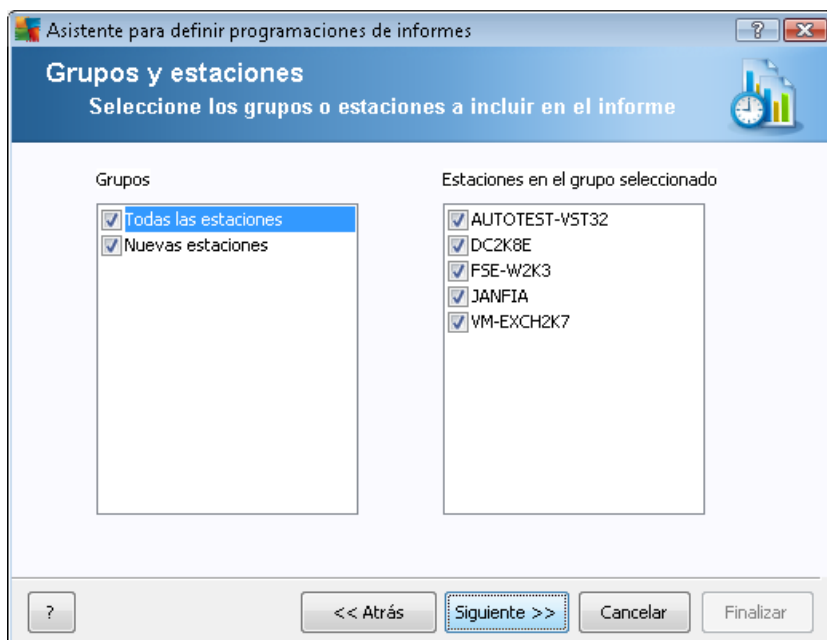 Asistente para definir programaciones de informes
?
Grupos y estaciones
Seleccione los grupos o estaciones a incluir en el informe
Grupos
Todas las estaciones
Nuevas estaciones
Estaciones en el grupo seleccionado
AUTOTEST-VST32
DC2K8E
FSE-W2K3
JANFIA
VM-EXCH2K7
?
<< Atrás
Siguiente >>
Cancelar
Finalizar